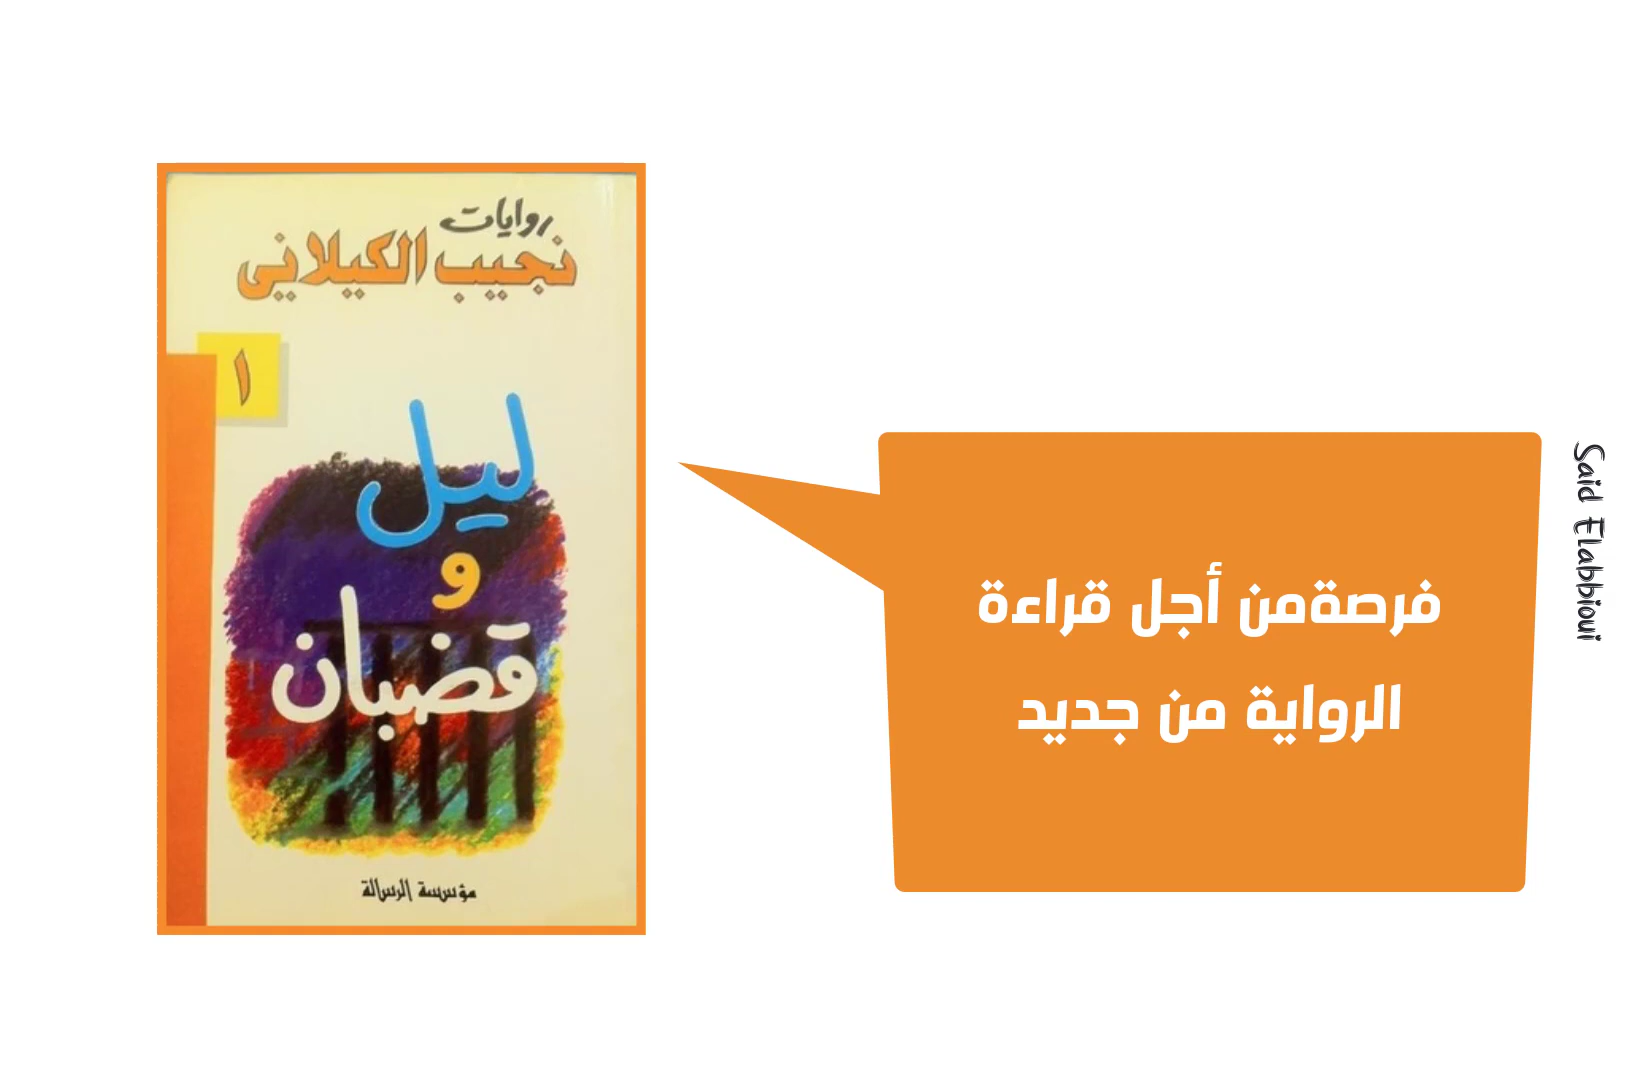 روايات
نجيب الكيلاني
١
ليل
و
قضبان
مؤسسة الرسالة
فرصةمن أجل قراءة
الرواية من جديد
Said Elabbioui